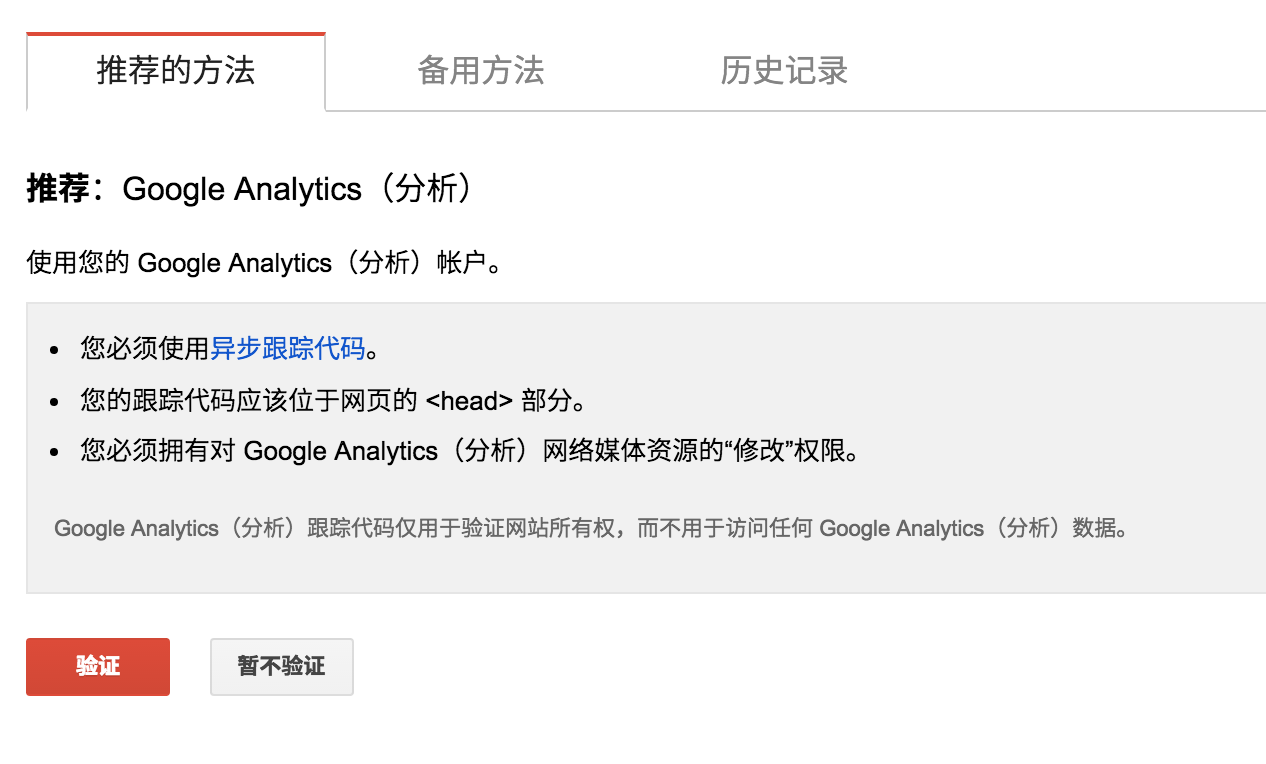 推荐的方法 备用方法 历史记录
推荐：Google Analytics（分析）
使用您的 Google Analytics（分析）帐户。
• 您必须使用异步跟踪代码。
• 您的跟踪代码应该位于网页的 <head> 部分。
• 您必须拥有对 Google Analytics（分析）网络媒体资源的“修改”权限。
Google Analytics（分析）跟踪代码仅用于验证网站所有权，而不用于访问任何 Google Analytics（分析）数据。
验证 暂不验证